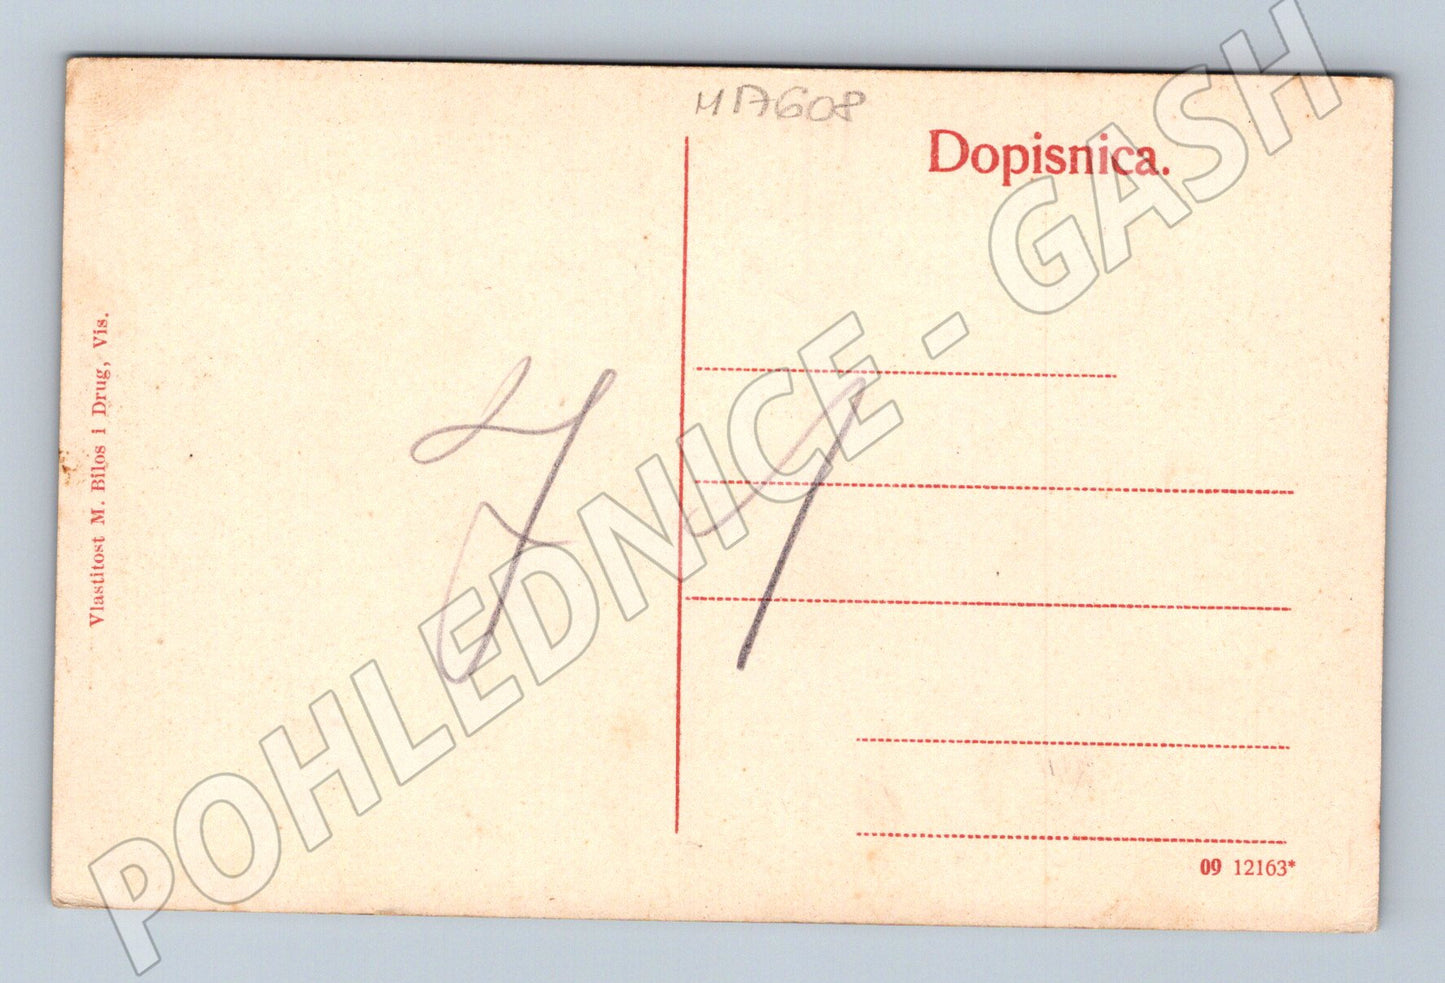 M17608
Dopisnica.
Vlastitost M. Bilos i Drug, Vis.
09 12163*
POHLEDNICE - GASH